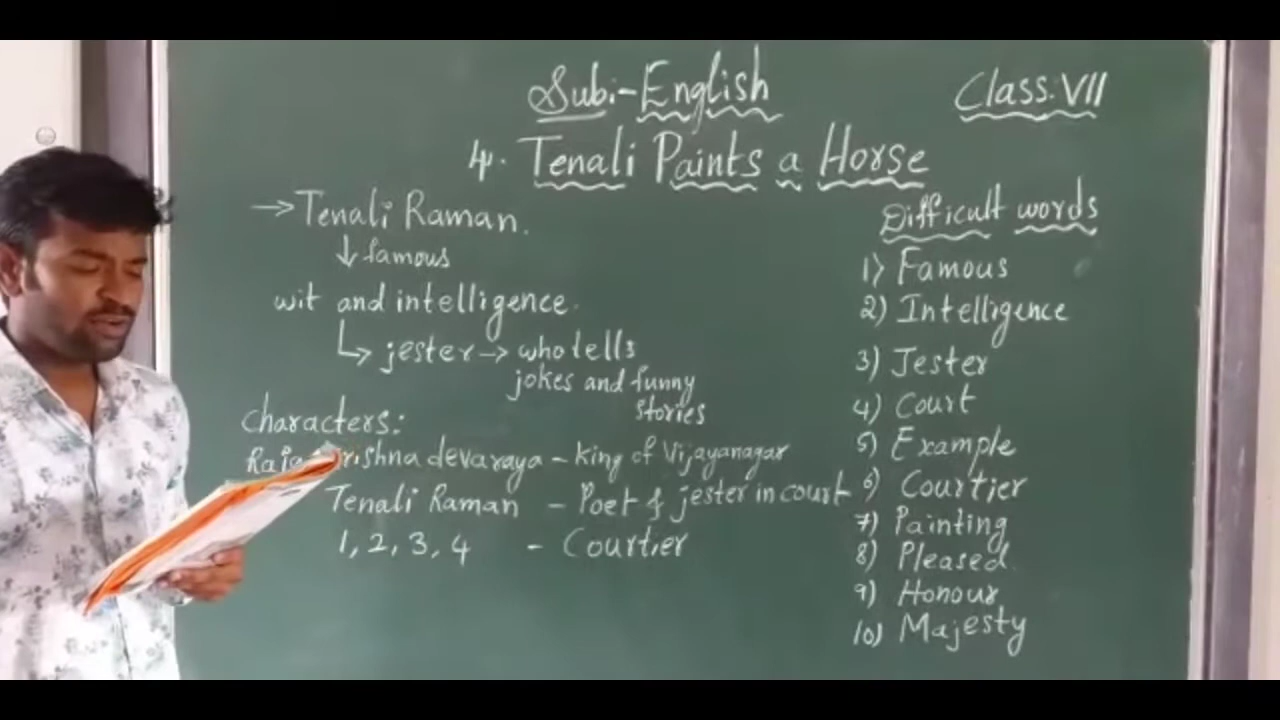 Sub:-English
Class:VII
4. Tenali Paints a Horse
→ Tenali Raman.
↓ famous
wit and intelligence.
↳ jester → who tells
jokes and funny
stories
Characters:
Raja Krishna devaraya - King of Vijayanagar
Tenali Raman - Poet & jester in court
1, 2, 3, 4 - Courtier
Difficult words
1) Famous
2) Intelligence
3) Jester
4) Court
5) Example
6) Courtier
7) Painting
8) Pleased
9) Honour
10) Majesty